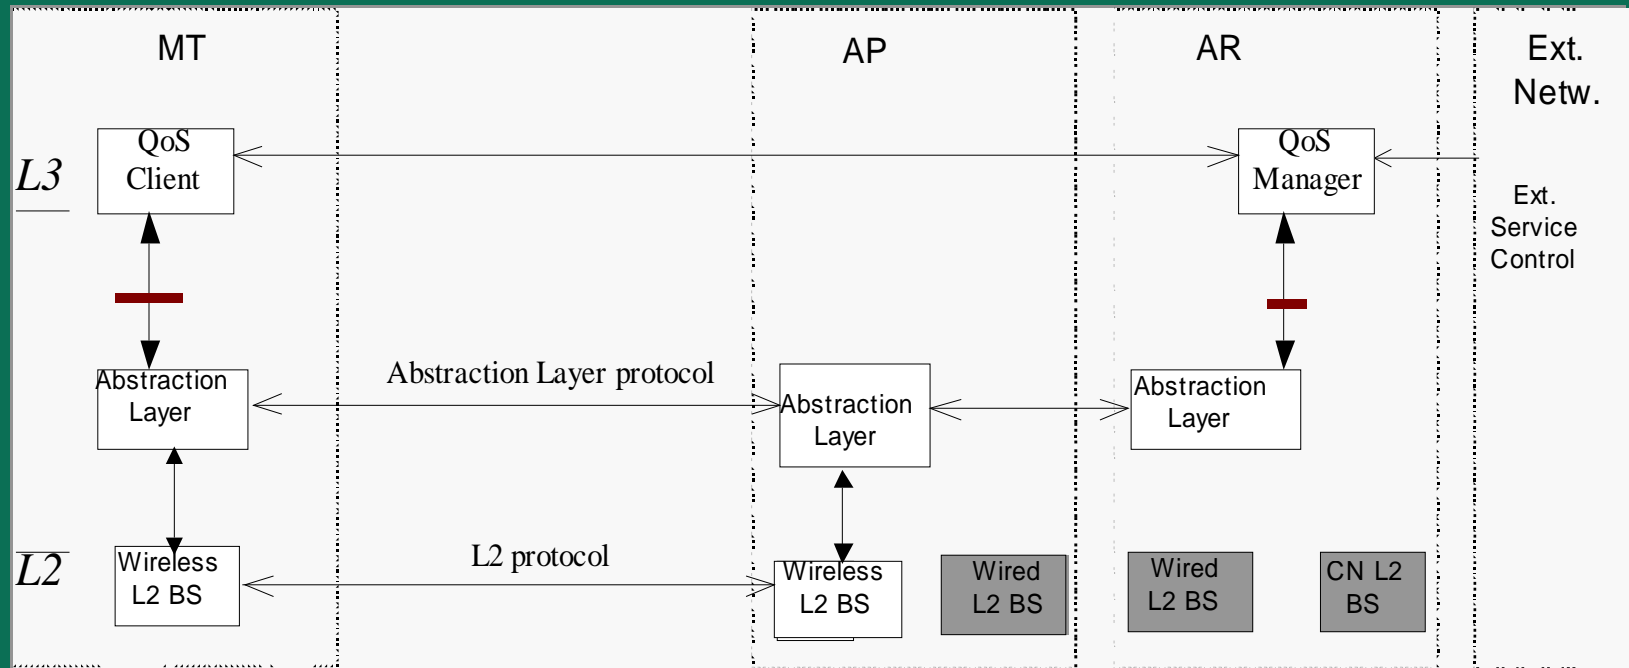 MT
AP
AR
Ext.
Netw.
L3
QoS
Client
QoS
Manager
Ext.
Service
Control
Abstraction
Layer
Abstraction Layer protocol
Abstraction
Layer
Abstraction
Layer
L2
Wireless
L2 BS
L2 protocol
Wireless
L2 BS
Wired
L2 BS
Wired
L2 BS
CN L2
BS